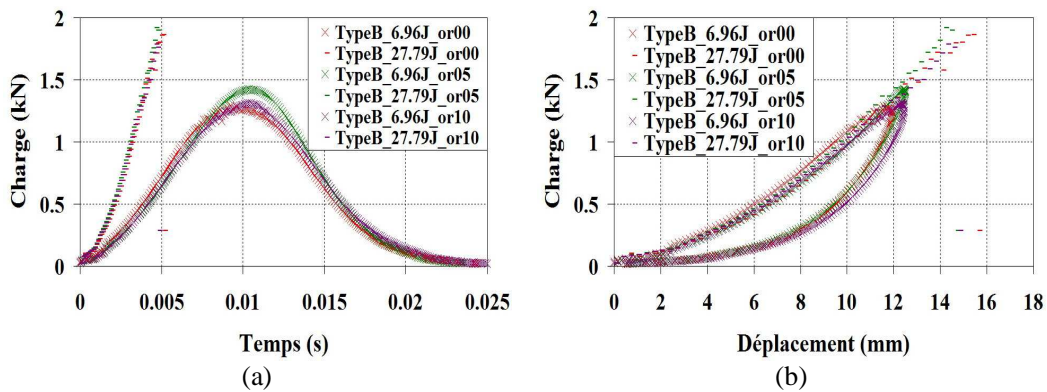 2
1.5
1
0.5
0
Charge (kN)
TypeB_6.96J_or00
TypeB_27.79J_or00
TypeB_6.96J_or05
TypeB_27.79J_or05
TypeB_6.96J_or10
TypeB_27.79J_or10
0 0.005 0.01 0.015 0.02 0.025
Temps (s)
(a)
2
1.5
1
0.5
0
Charge (kN)
TypeB_6.96J_or00
TypeB_27.79J_or00
TypeB_6.96J_or05
TypeB_27.79J_or05
TypeB_6.96J_or10
TypeB_27.79J_or10
0 2 4 6 8 10 12 14 16 18
Déplacement (mm)
(b)